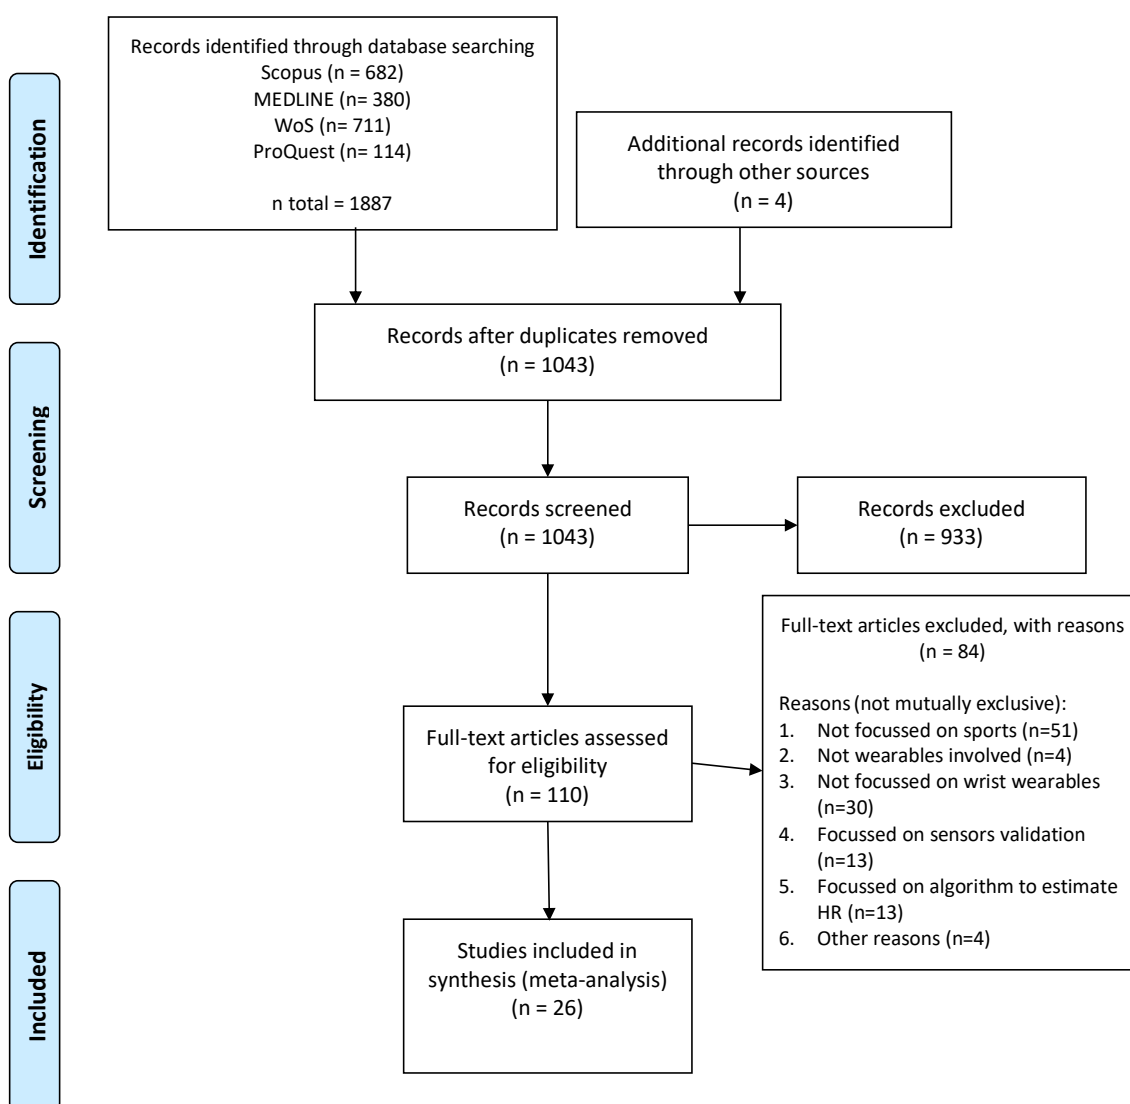 Records identified through database searching
Scopus (n = 682)
MEDLINE (n= 380)
WoS (n= 711)
ProQuest (n= 114)
n total = 1887
Additional records identified
through other sources
(n = 4)
Identification
Records after duplicates removed
(n = 1043)
Screening
Records screened
(n = 1043)
Records excluded
(n = 933)
Eligibility
Full-text articles assessed
for eligibility
(n = 110)
Full-text articles excluded, with reasons
(n = 84)
Reasons (not mutually exclusive):
1. Not focussed on sports (n=51)
2. Not wearables involved (n=4)
3. Not focussed on wrist wearables
(n=30)
4. Focussed on sensors validation
(n=13)
5. Focussed on algorithm to estimate
HR (n=13)
6. Other reasons (n=4)
Included
Studies included in
synthesis (meta-analysis)
(n = 26)